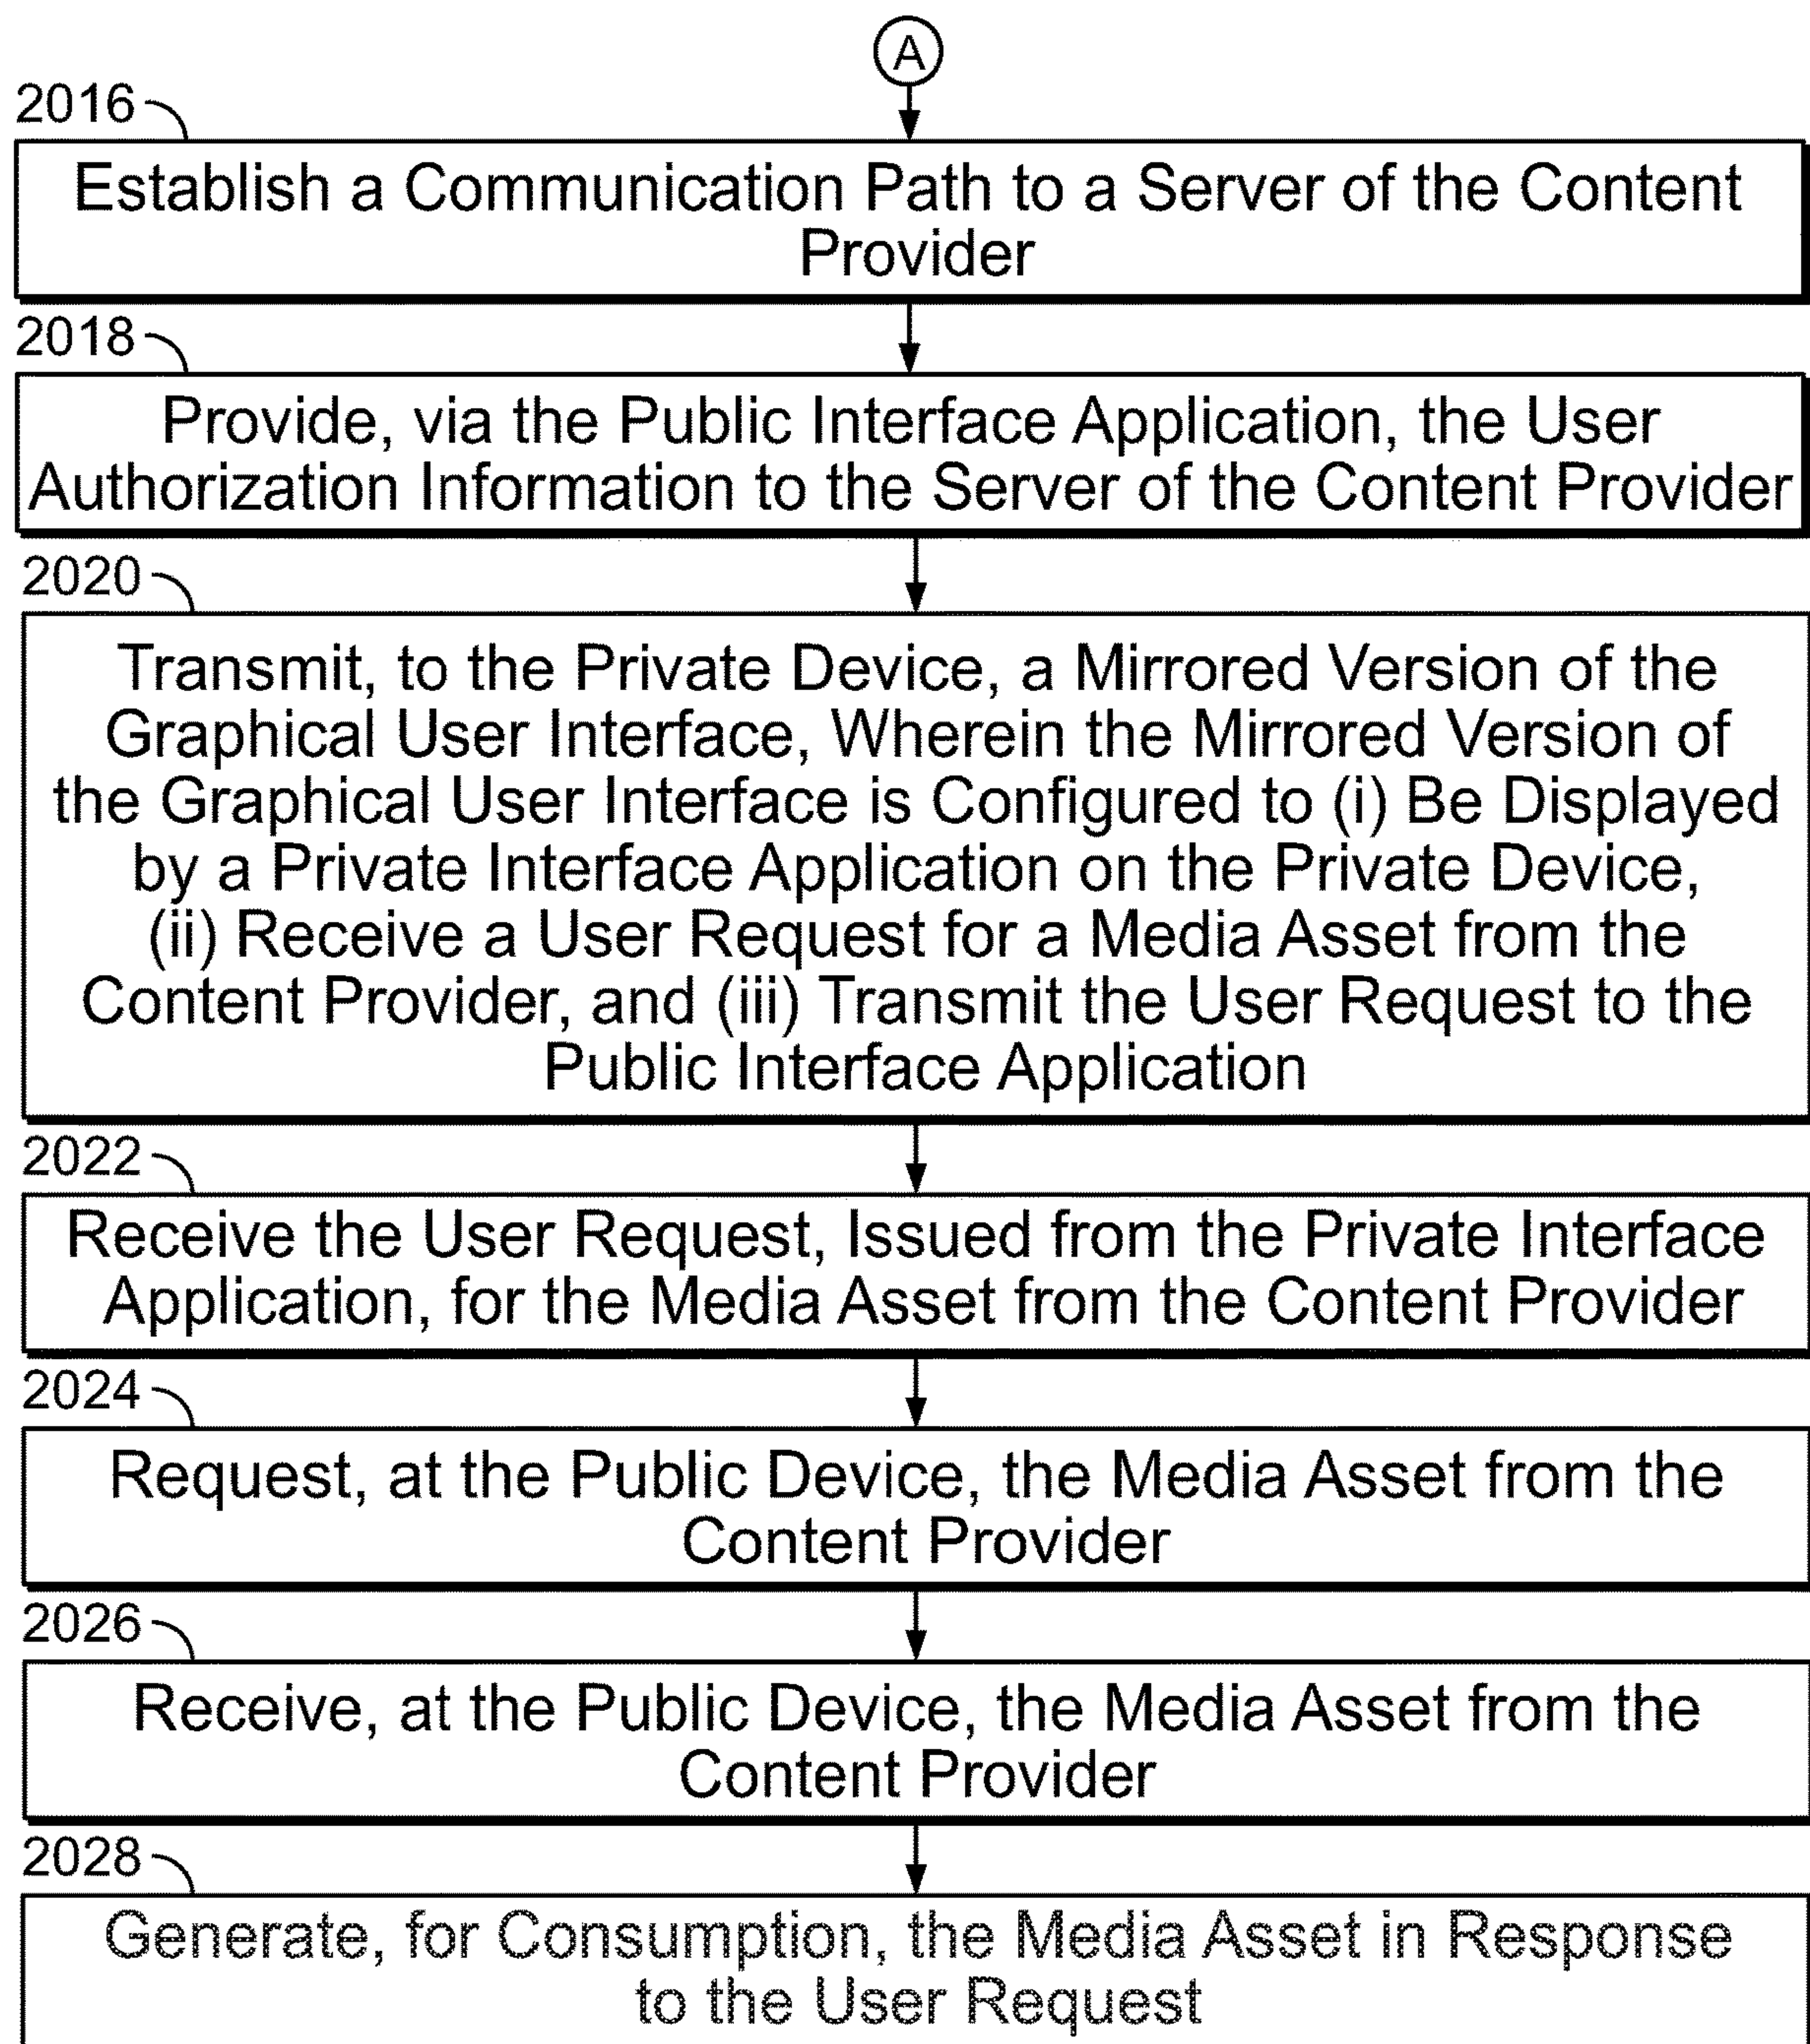 A
2016
Establish a Communication Path to a Server of the Content
Provider
2018
Provide, via the Public Interface Application, the User
Authorization Information to the Server of the Content Provider
2020
Transmit, to the Private Device, a Mirrored Version of the
Graphical User Interface, Wherein the Mirrored Version of
the Graphical User Interface is Configured to (i) Be Displayed
by a Private Interface Application on the Private Device,
(ii) Receive a User Request for a Media Asset from the
Content Provider, and (iii) Transmit the User Request to the
Public Interface Application
2022
Receive the User Request, Issued from the Private Interface
Application, for the Media Asset from the Content Provider
2024
Request, at the Public Device, the Media Asset from the
Content Provider
2026
Receive, at the Public Device, the Media Asset from the
Content Provider
2028
Generate, for Consumption, the Media Asset in Response
to the User Request